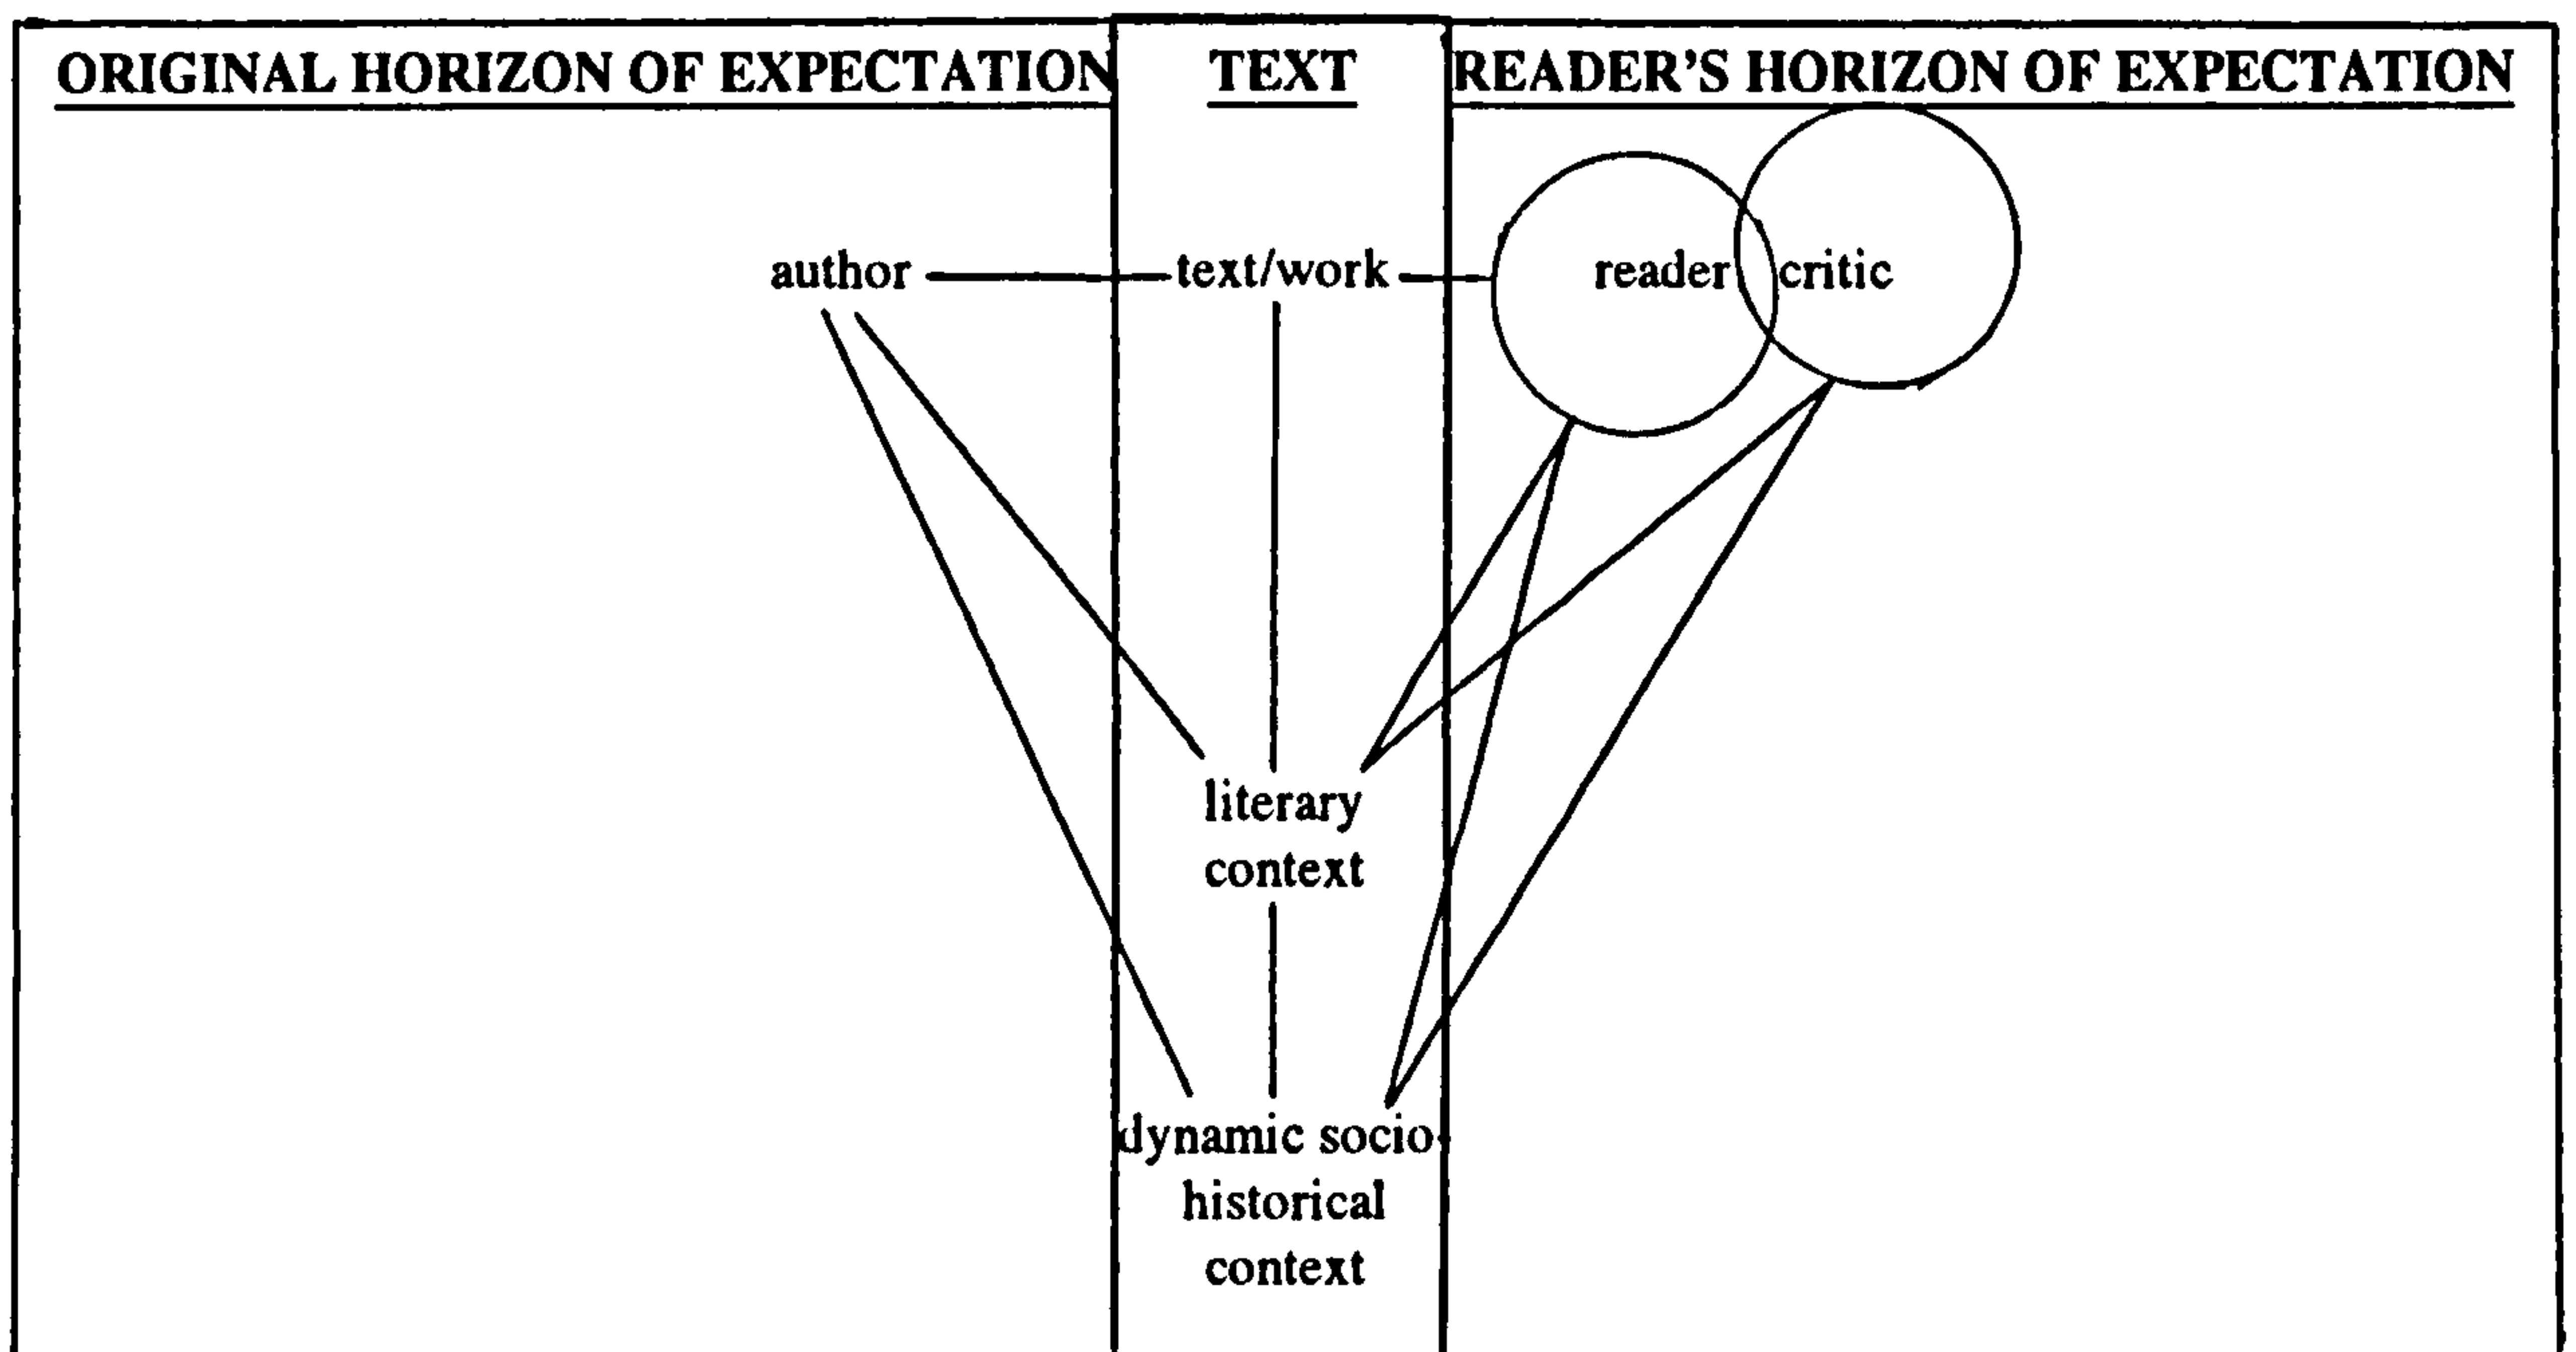 ORIGINAL HORIZON OF EXPECTATION
TEXT
READER'S HORIZON OF EXPECTATION
author
text/work
reader
critic
literary
context
dynamic socio-
historical
context